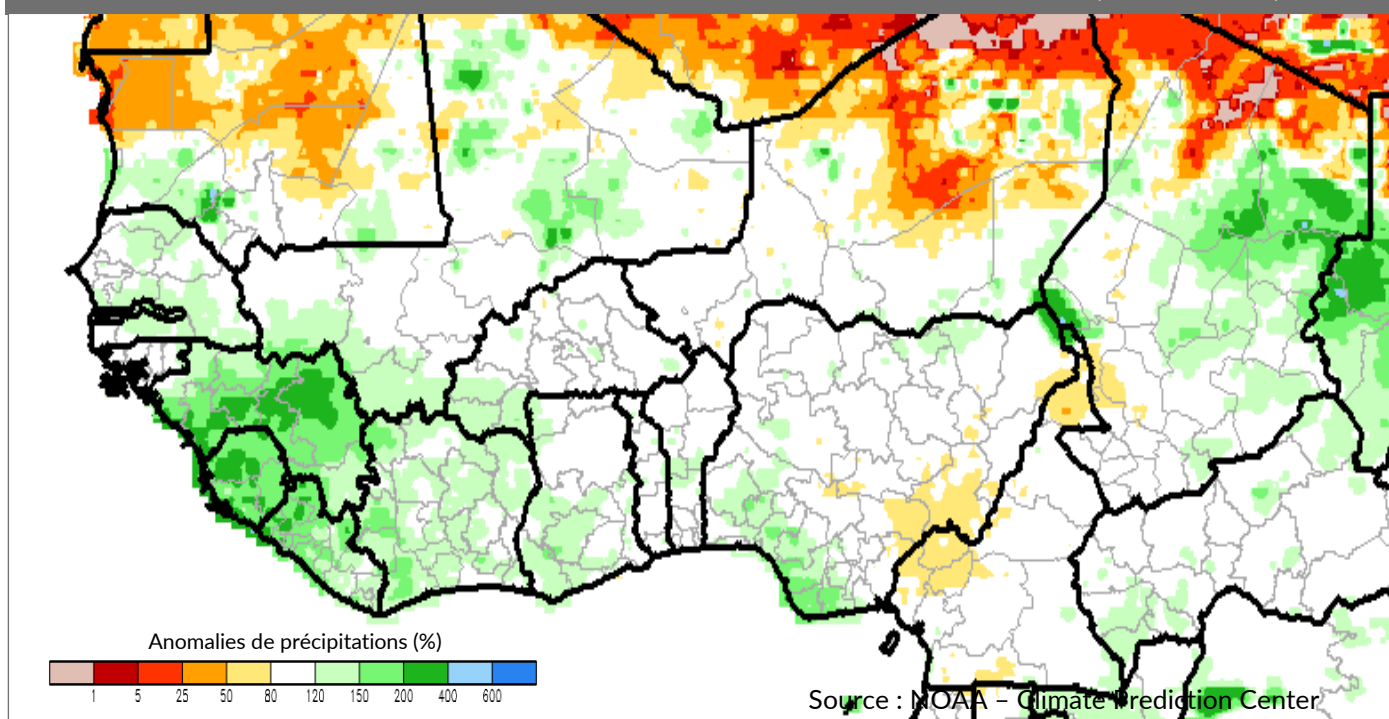 Anomalies de précipitations (%)
1 5 25 50 80 120 150 200 400 600
Source : NOAA – Climate Prediction Center